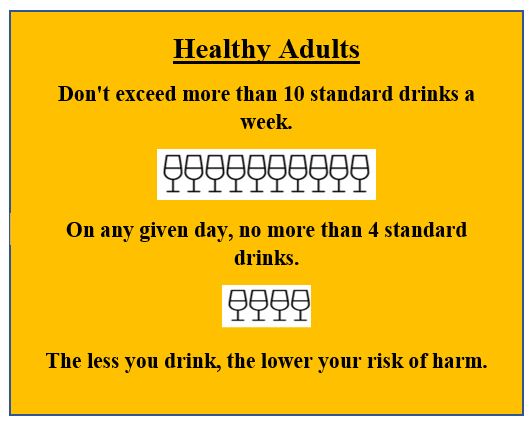 Healthy Adults
Don't exceed more than 10 standard drinks a
week.
On any given day, no more than 4 standard
drinks.
The less you drink, the lower your risk of harm.